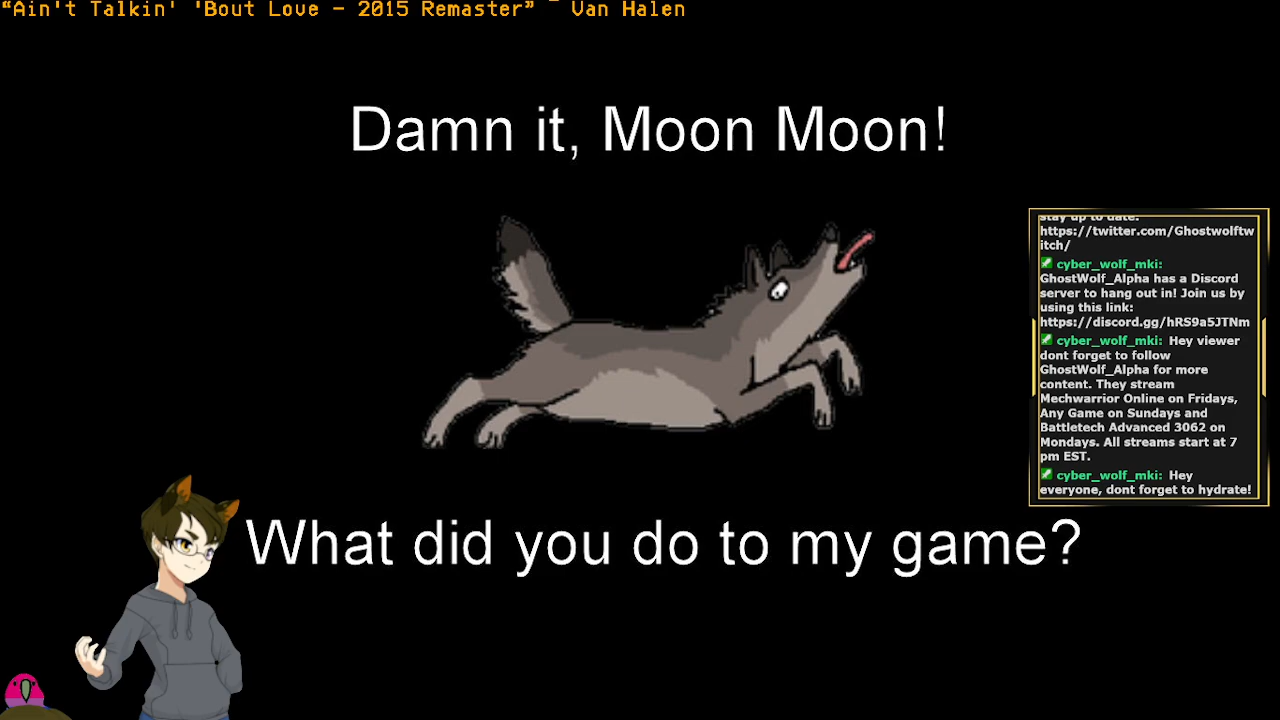 “Ain't Talkin' 'Bout Love - 2015 Remaster” ~ Van Halen
Damn it, Moon Moon!
stay up to date:
https://twitter.com/Ghostwolftw
itch/
cyber_wolf_mki:
GhostWolf_Alpha has a Discord
server to hang out in! Join us by
using this link:
https://discord.gg/hRS9a5JTNm
cyber_wolf_mki: Hey viewer
dont forget to follow
GhostWolf_Alpha for more
content. They stream
Mechwarrior Online on Fridays,
Any Game on Sundays and
Battletech Advanced 3062 on
Mondays. All streams start at 7
pm EST.
cyber_wolf_mki: Hey
everyone, dont forget to hydrate!
What did you do to my game?